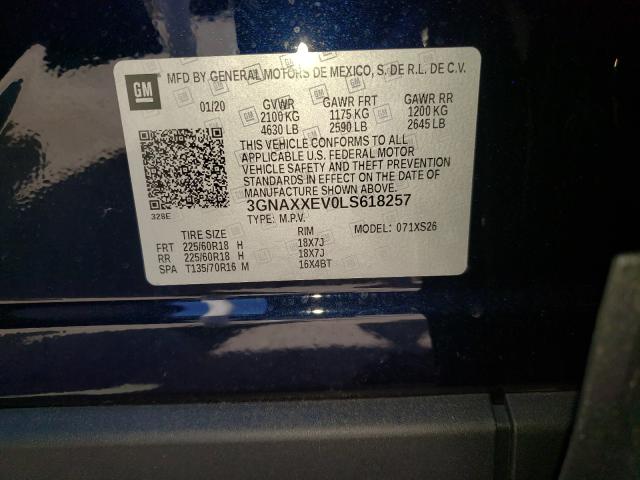 GM
MFD BY GENERAL MOTORS DE MEXICO, S. DE R.L. DE C.V.
01/20 GVWR GAWR FRT GAWR RR
2100 KG 1175 KG 1200 KG
4630 LB 2590 LB 2645 LB
THIS VEHICLE CONFORMS TO ALL
APPLICABLE U.S. FEDERAL MOTOR
VEHICLE SAFETY AND THEFT PREVENTION
STANDARDS IN EFFECT ON THE DATE OF
MANUFACTURE SHOWN ABOVE.
328E 3GNAXXEV0LS618257
TYPE: M.P.V. MODEL: 071XS26
TIRE SIZE RIM
FRT 225/60R18 H 18X7J
RR 225/60R18 H 18X7J
SPA T135/70R16 M 16X4BT